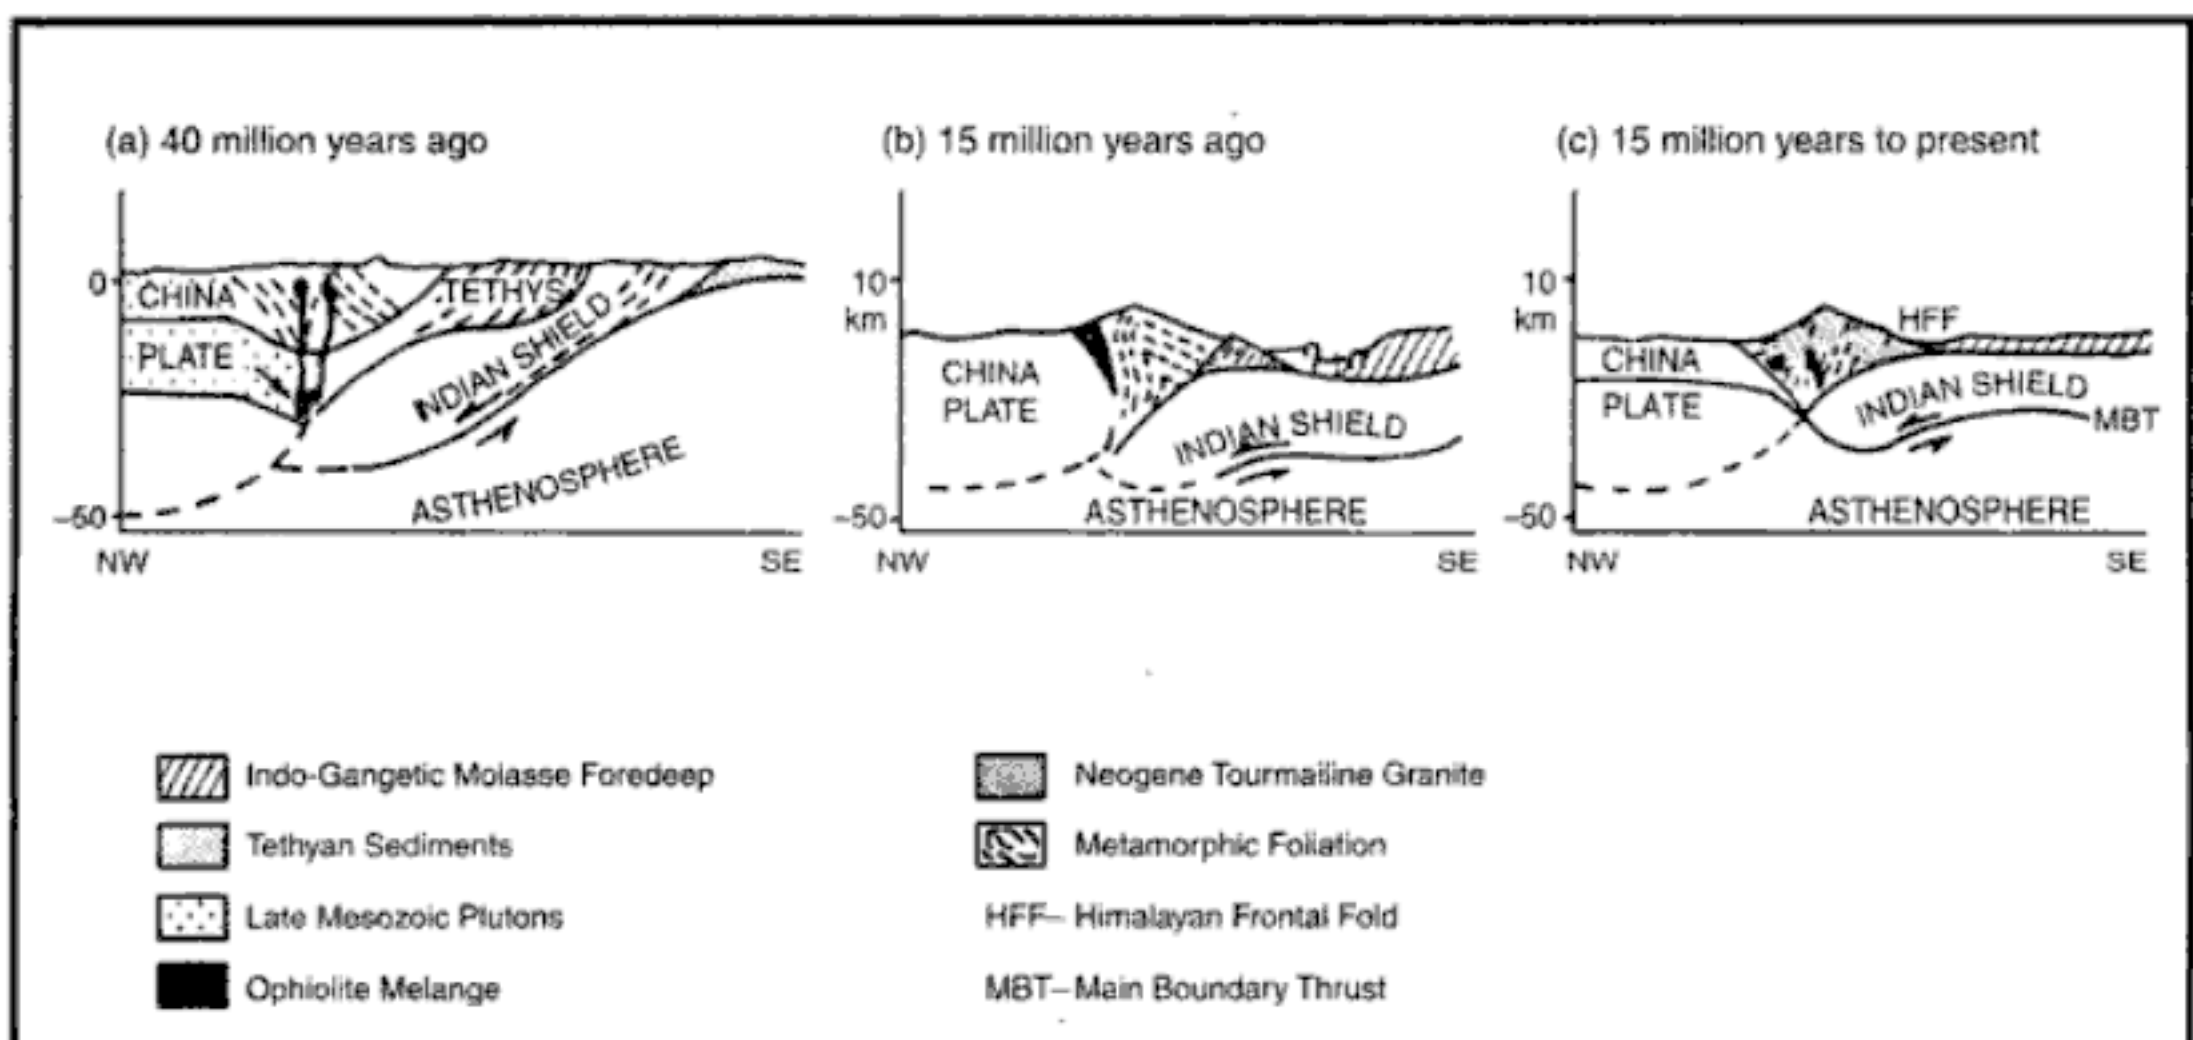 (a) 40 million years ago
0
CHINA
PLATE
TETHYS
INDIAN SHIELD
ASTHENOSPHERE
–50
NW
SE
(b) 15 million years ago
10
km
CHINA
PLATE
INDIAN SHIELD
–50
ASTHENOSPHERE
NW
SE
(c) 15 million years to present
10
km
HFF
CHINA
PLATE
INDIAN SHIELD
MBT
–50
ASTHENOSPHERE
NW
SE
Indo-Gangetic Molasse Foredeep
Tethyan Sediments
Late Mesozoic Plutons
Ophiolite Melange
Neogene Tourmailine Granite
Metamorphic Foliation
HFF– Himalayan Frontal Fold
MBT–Main Boundary Thrust